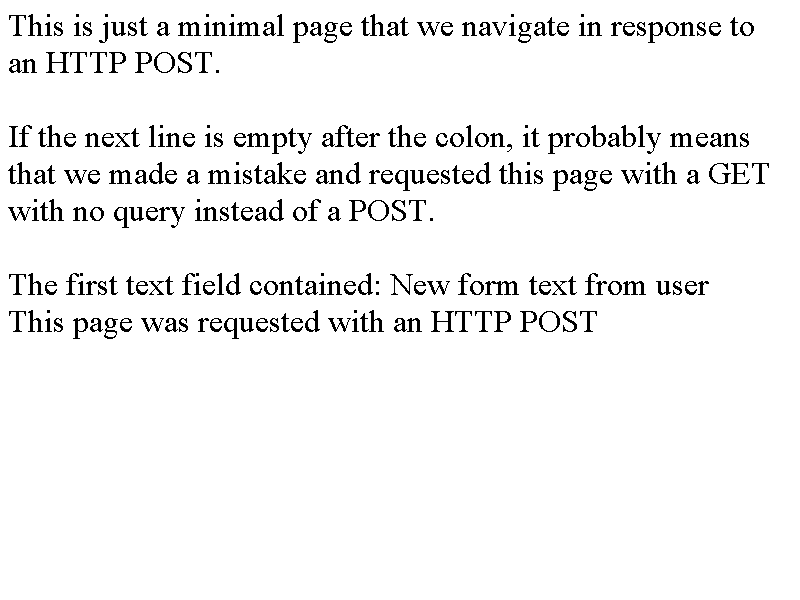 This is just a minimal page that we navigate in response to
an HTTP POST.
If the next line is empty after the colon, it probably means
that we made a mistake and requested this page with a GET
with no query instead of a POST.
The first text field contained: New form text from user
This page was requested with an HTTP POST